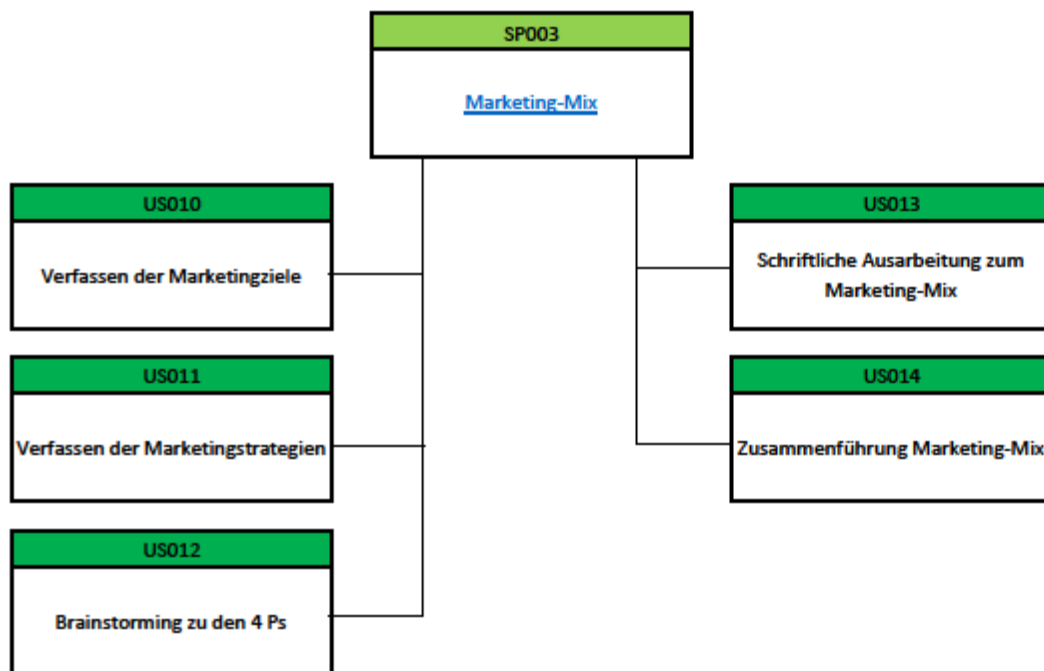 SP003
Marketing-Mix
US010
Verfassen der Marketingziele
US011
Verfassen der Marketingstrategien
US012
Brainstorming zu den 4 Ps
US013
Schriftliche Ausarbeitung zum
Marketing-Mix
US014
Zusammenführung Marketing-Mix